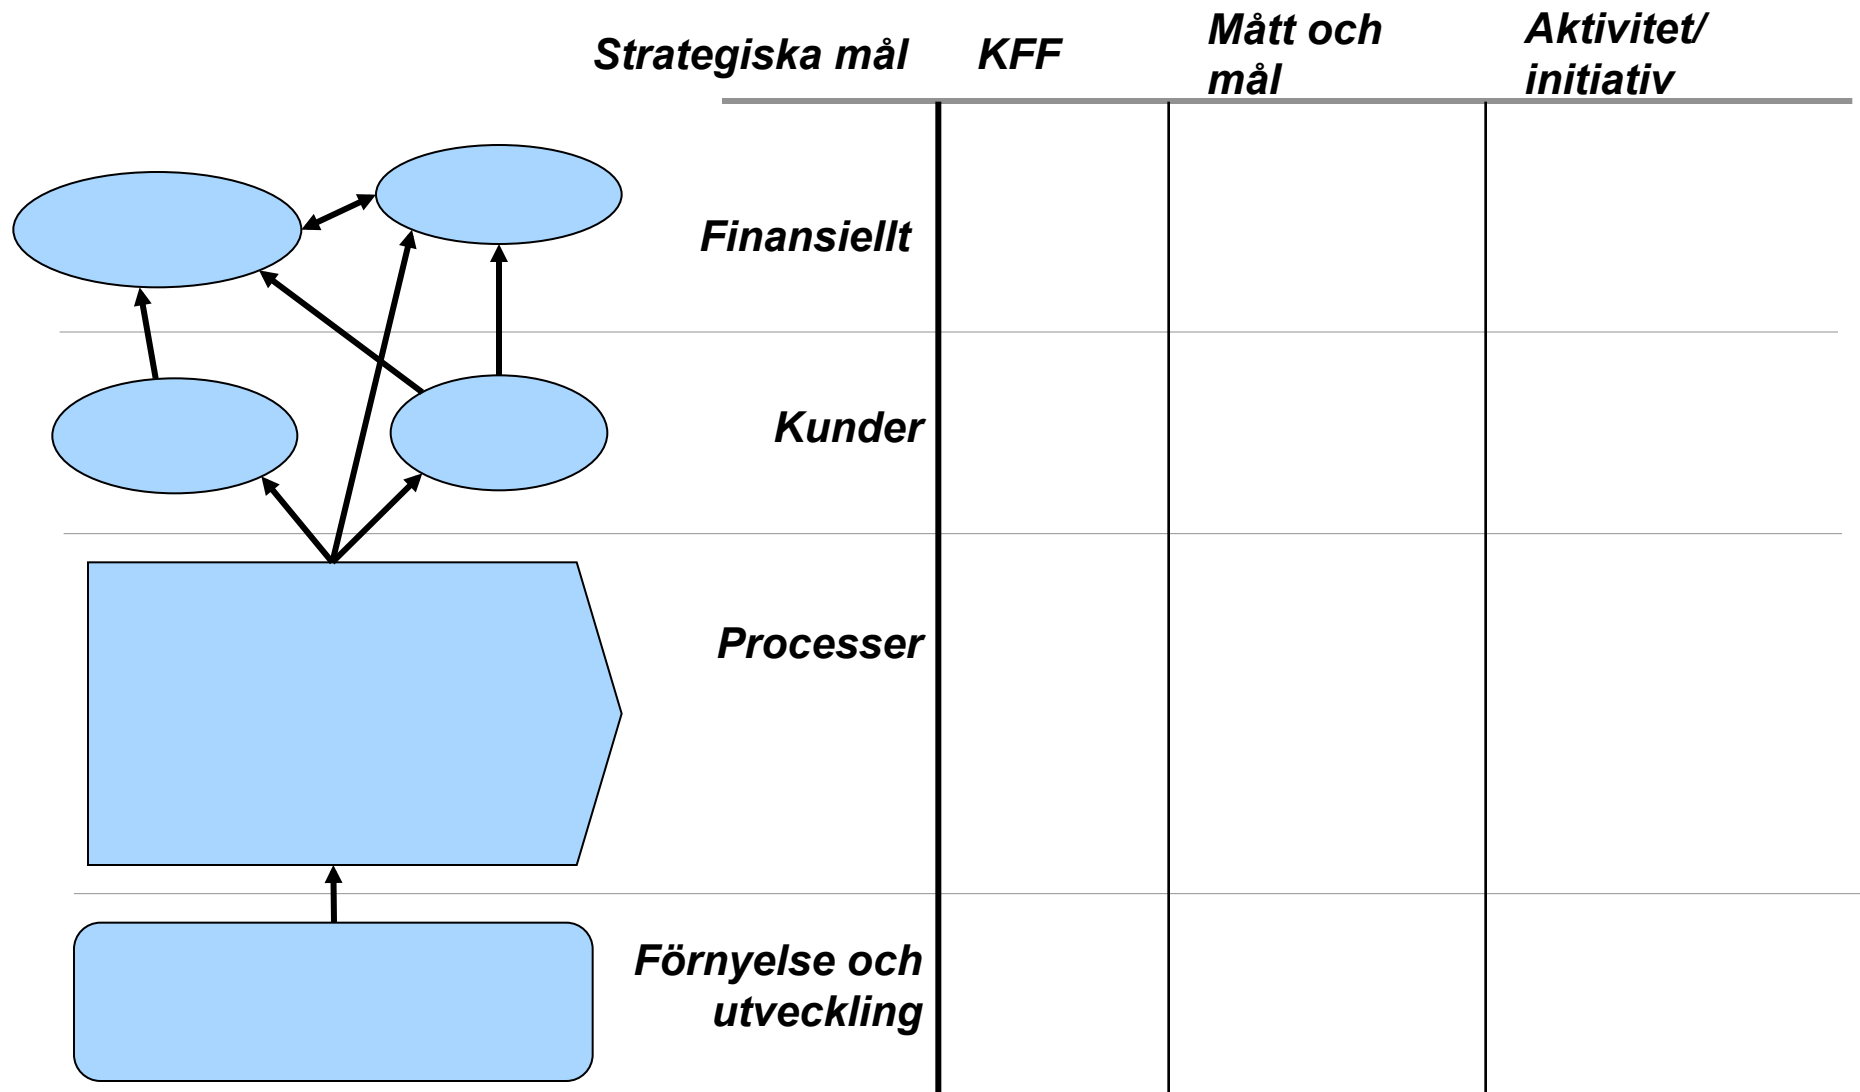 Strategiska mål
KFF
Mått och
mål
Aktivitet/
initiativ
Finansiellt
Kunder
Processer
Förnyelse och
utveckling